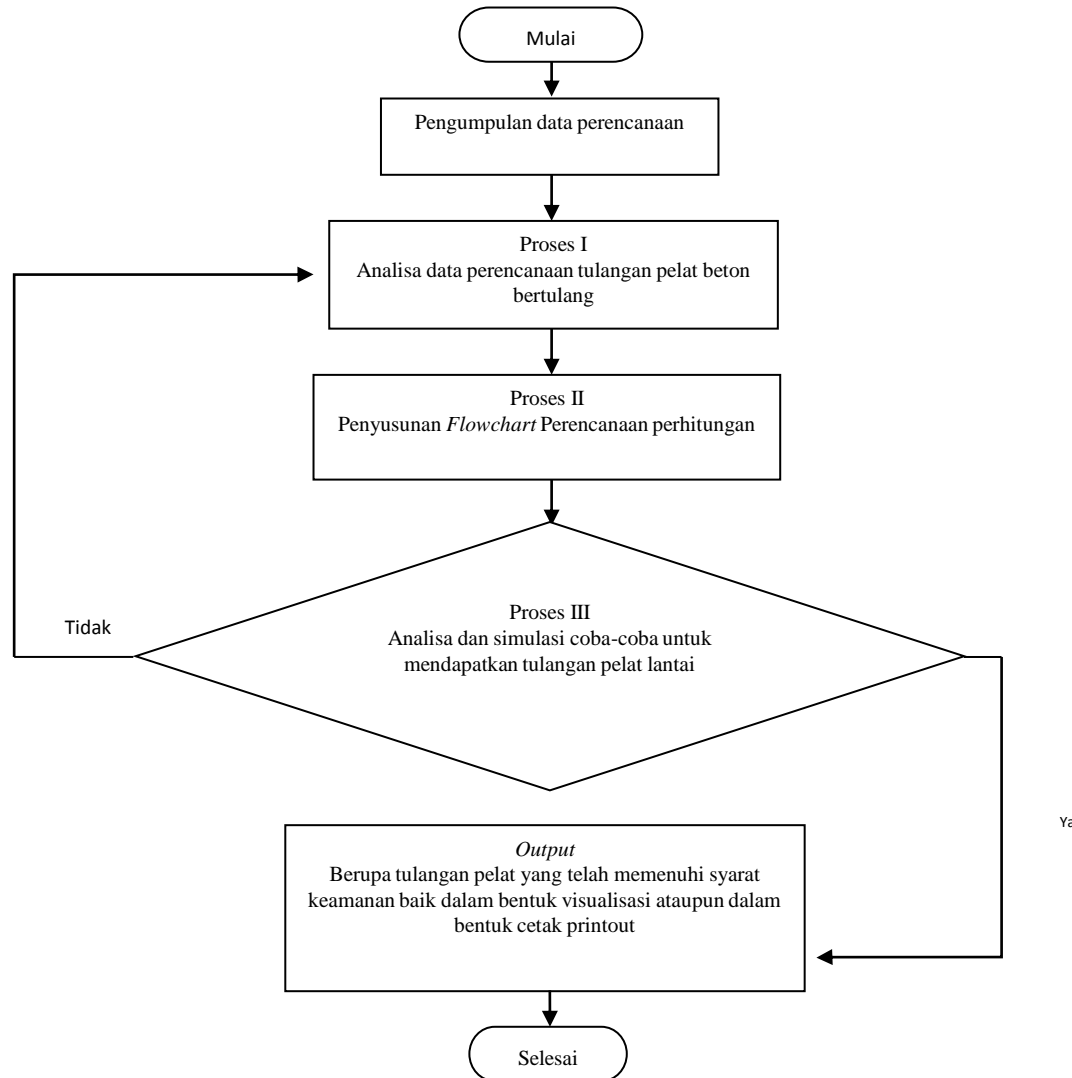 Mulai
Pengumpulan data perencanaan
Proses I
Analisa data perencanaan tulangan pelat beton
bertulang
Proses II
Penyusunan Flowchart Perencanaan perhitungan
Proses III
Analisa dan simulasi coba-coba untuk
mendapatkan tulangan pelat lantai
Tidak
Ya
Output
Berupa tulangan pelat yang telah memenuhi syarat
keamanan baik dalam bentuk visualisasi ataupun dalam
bentuk cetak printout
Selesai